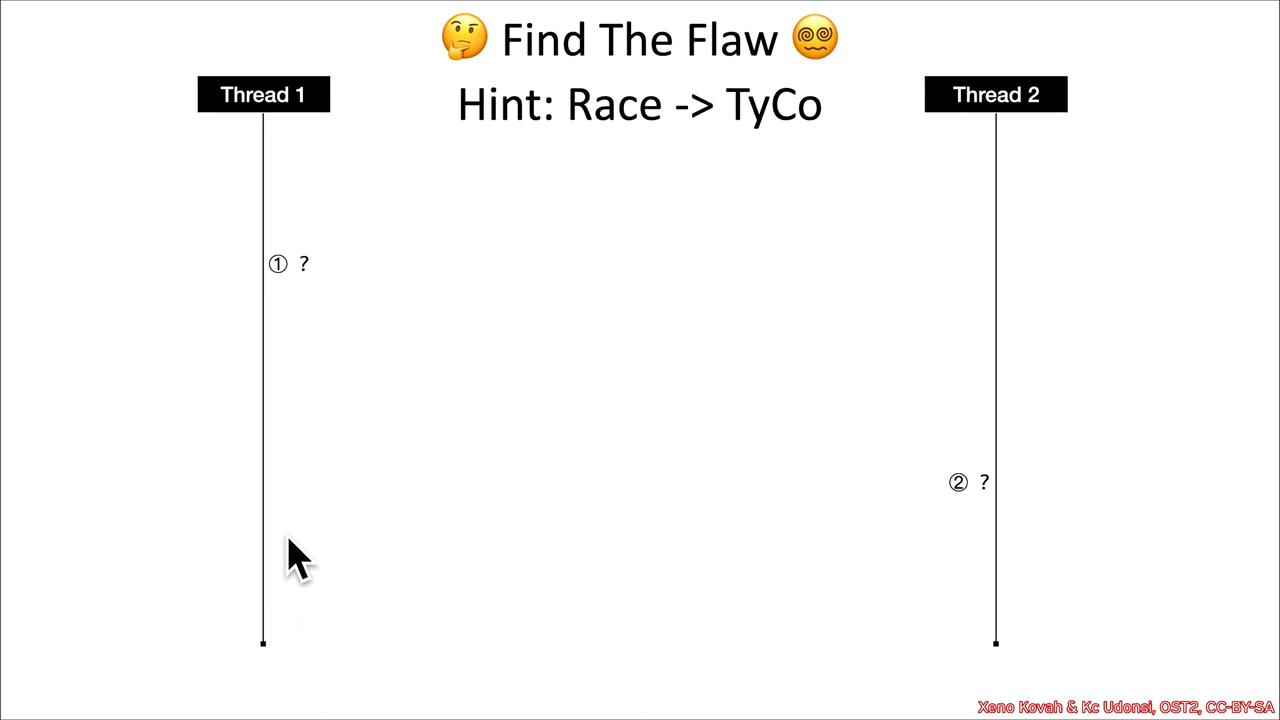 🤔 Find The Flaw 😵‍💫
Thread 1
Hint: Race -> TyCo
Thread 2
① ?
② ?
Xeno Kovah & Kc Udonsi, OST2, CC-BY-SA